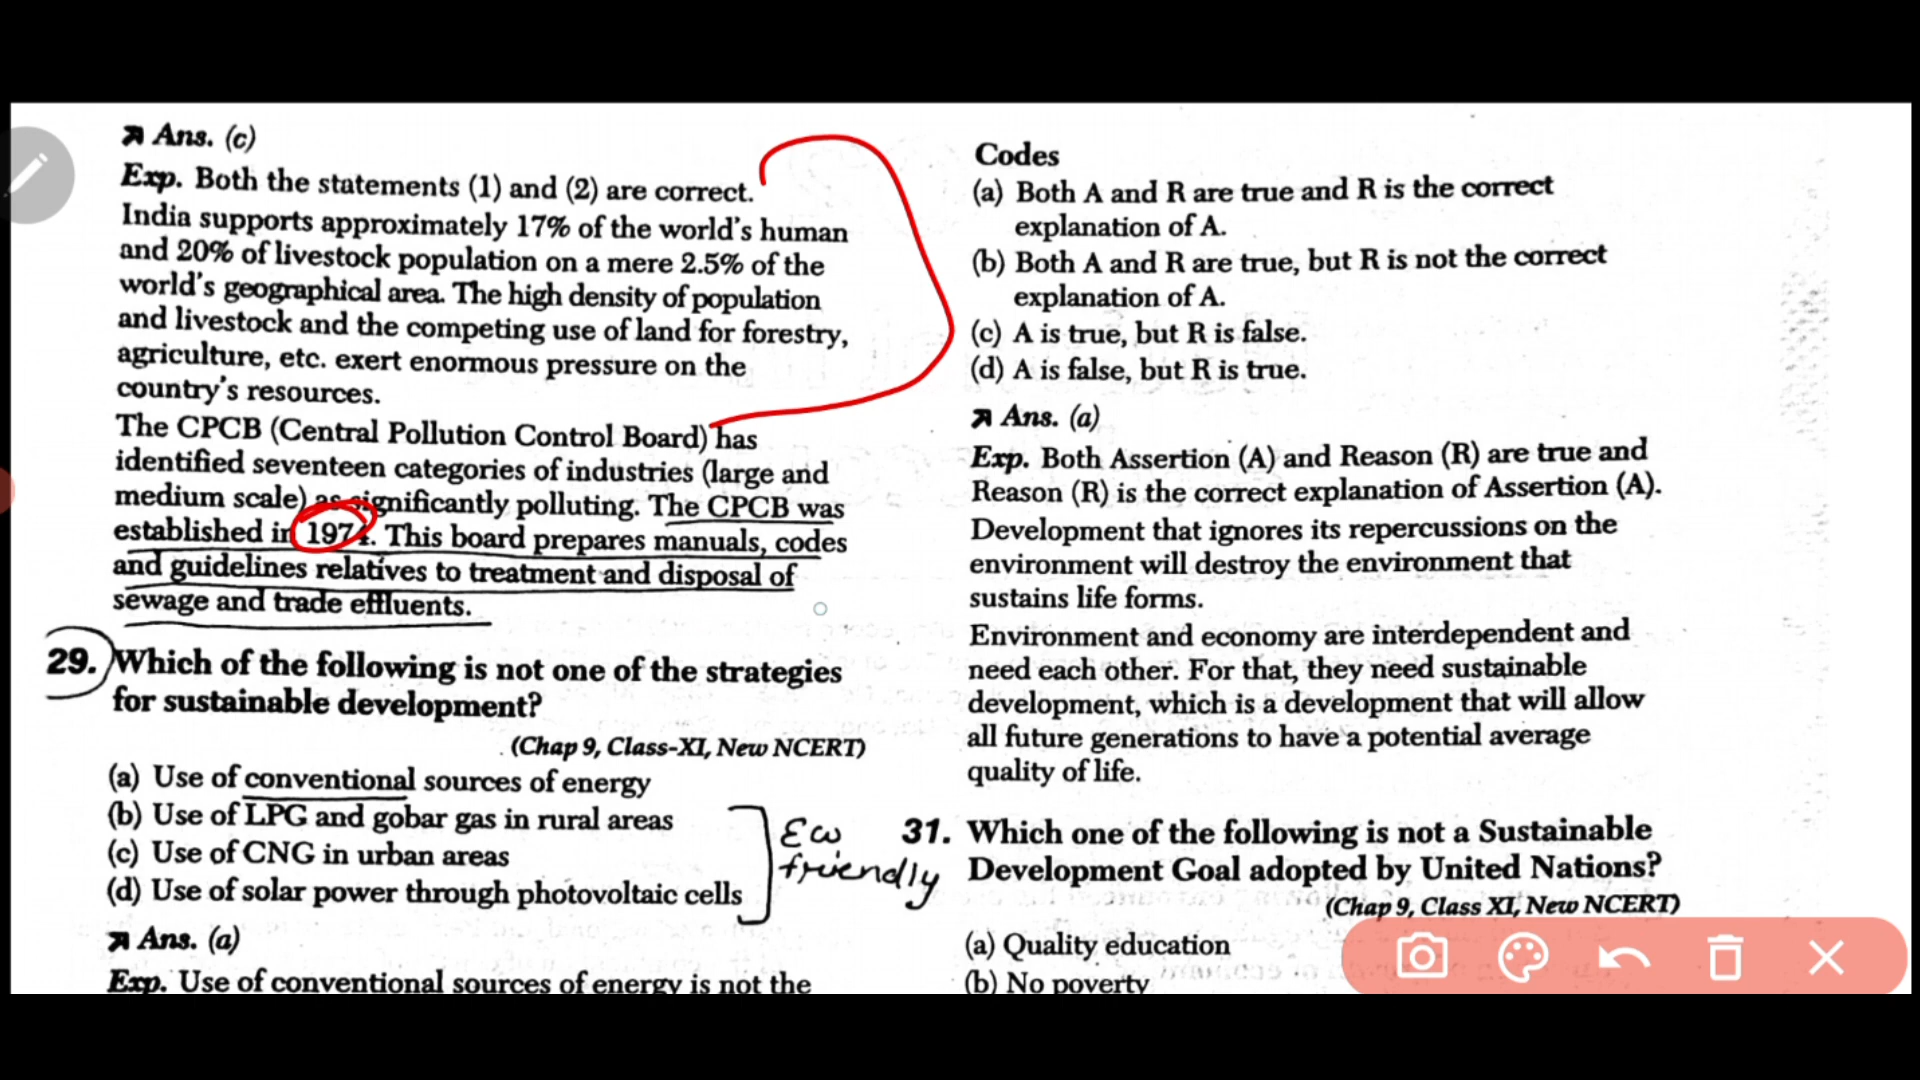 Ans. (c)
Exp. Both the statements (1) and (2) are correct.
India supports approximately 17% of the world's human
and 20% of livestock population on a mere 2.5% of the
world's geographical area. The high density of population
and livestock and the competing use of land for forestry,
agriculture, etc. exert enormous pressure on the
country's resources.
The CPCB (Central Pollution Control Board) has
identified seventeen categories of industries (large and
medium scale) as significantly polluting. The CPCB was
established in 1974. This board prepares manuals, codes
and guidelines relatives to treatment and disposal of
sewage and trade effluents.
29. Which of the following is not one of the strategies
for sustainable development?
(Chap 9, Class-XI, New NCERT)
(a) Use of conventional sources of energy
(b) Use of LPG and gobar gas in rural areas
(c) Use of CNG in urban areas
(d) Use of solar power through photovoltaic cells
friendly
Ans. (a)
Exp. Use of conventional sources of energy is not the
Codes
(a) Both A and R are true and R is the correct
explanation of A.
(b) Both A and R are true, but R is not the correct
explanation of A.
(c) A is true, but R is false.
(d) A is false, but R is true.
Ans. (a)
Exp. Both Assertion (A) and Reason (R) are true and
Reason (R) is the correct explanation of Assertion (A).
Development that ignores its repercussions on the
environment will destroy the environment that
sustains life forms.
Environment and economy are interdependent and
need each other. For that, they need sustainable
development, which is a development that will allow
all future generations to have a potential average
quality of life.
31. Which one of the following is not a Sustainable
Development Goal adopted by United Nations?
(Chap 9, Class XI, New NCERT)
(a) Quality education
(b) No poverty